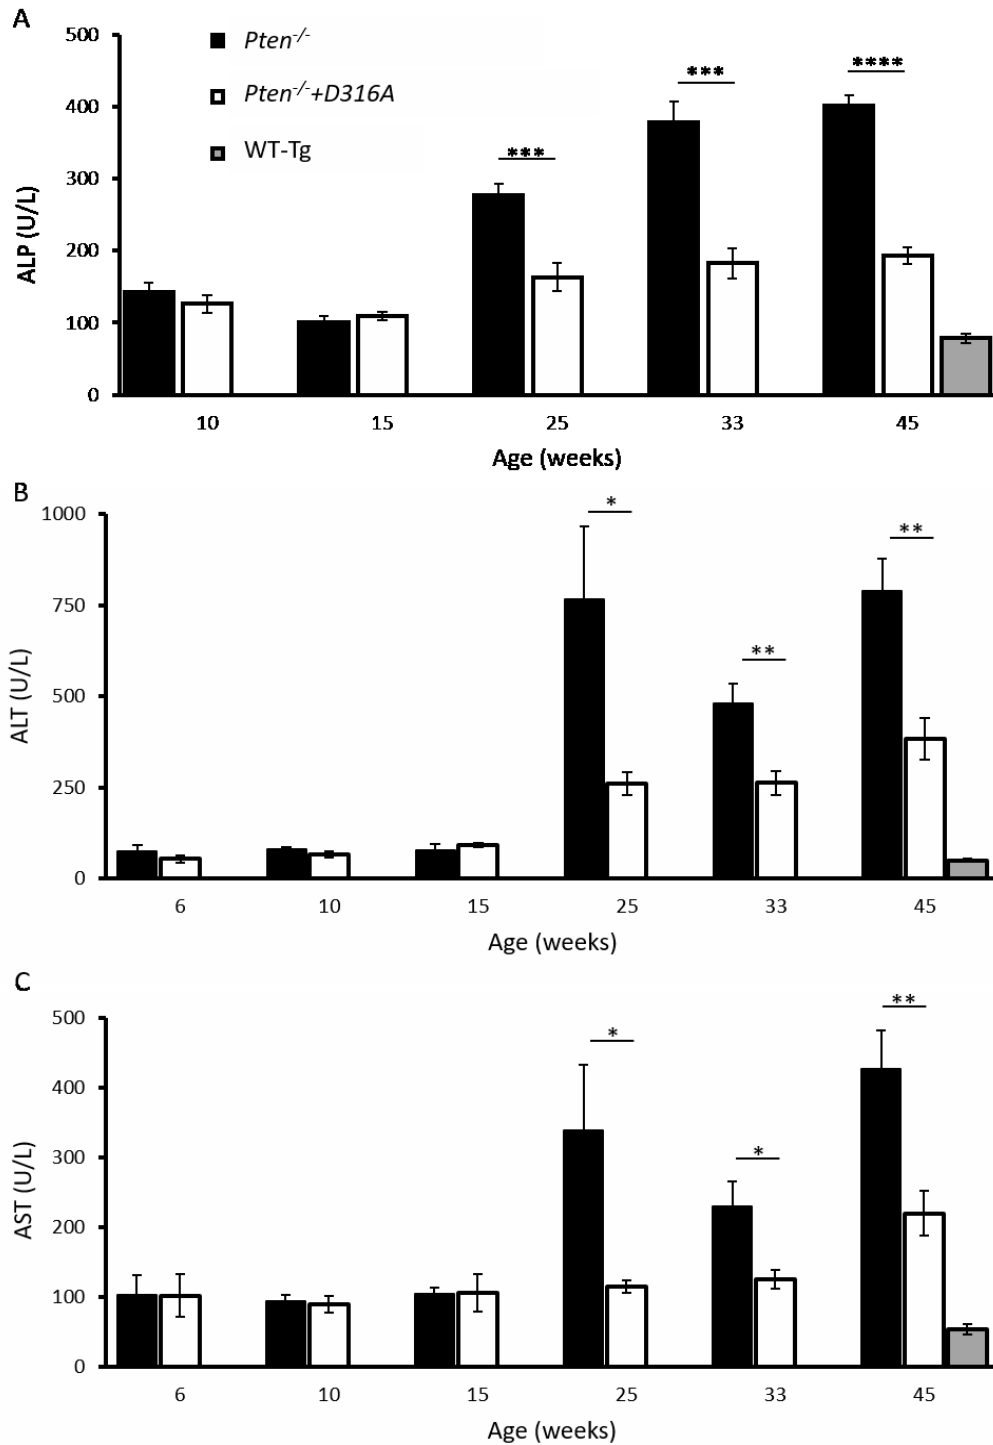 A
500
Pten-/-
Pten-/-+D316A
WT-Tg
400
300
200
100
0
ALP (U/L)
***
***
****
10 15 25 33 45
Age (weeks)
B
1000
750
500
250
0
ALT (U/L)
*
**
**
6 10 15 25 33 45
Age (weeks)
C
500
400
300
200
100
0
AST (U/L)
*
*
**
6 10 15 25 33 45
Age (weeks)